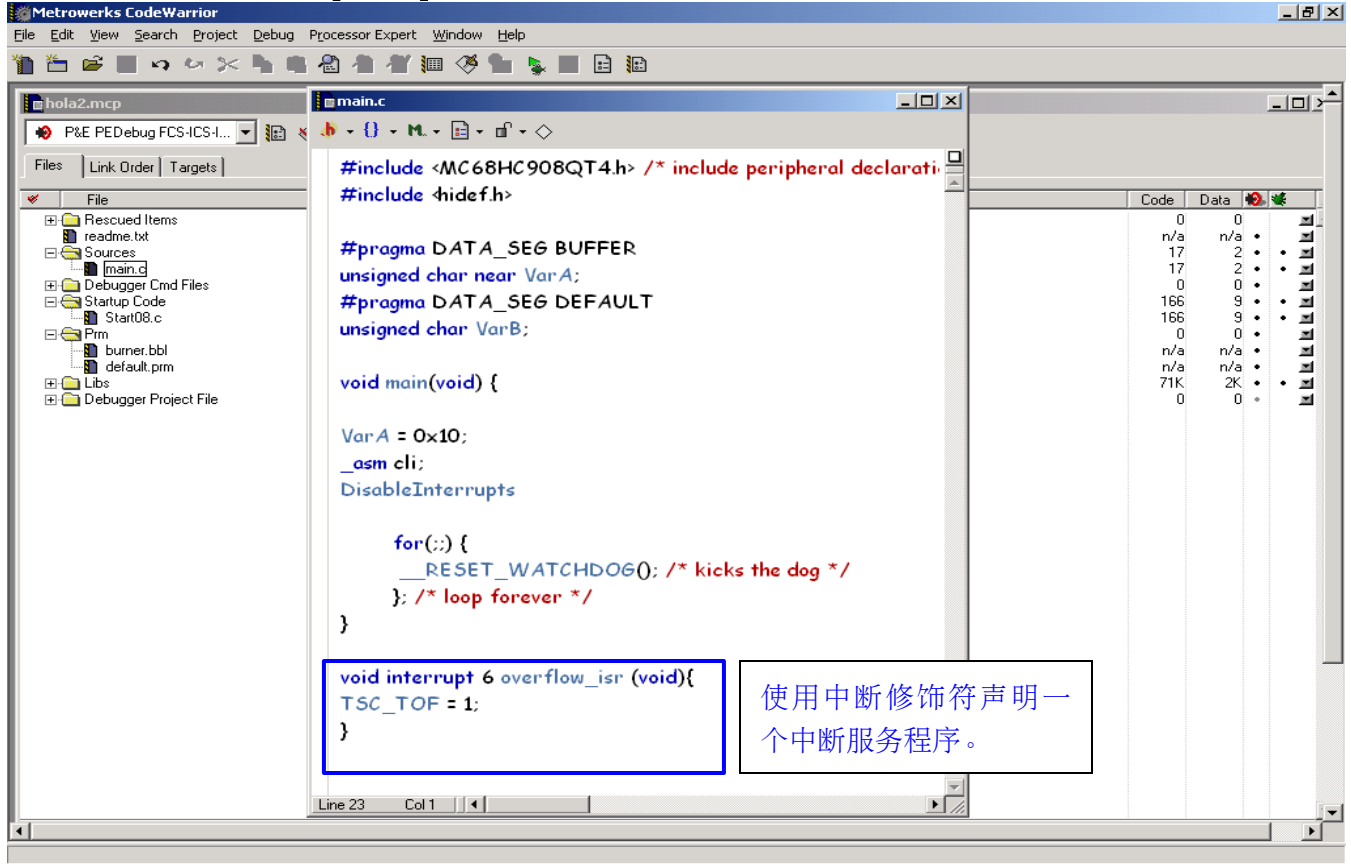 Metrowerks CodeWarrior
File Edit View Search Project Debug Processor Expert Window Help
hola2.mcp
P&E PEDebug FCS-ICS-I...
Files Link Order Targets
File Code Data
Rescued Items 0 0
readme.txt n/a n/a
Sources 17 2
main.c 17 2
Debugger Cmd Files 0 0
Startup Code 166 9
Start08.c 166 9
Prm 0 0
burner.bbl n/a n/a
default.prm n/a n/a
Libs 71K 2K
Debugger Project File 0 0
main.c
#include <MC68HC908QT4.h> /* include peripheral declarati
#include <hidef.h>
#pragma DATA_SEG BUFFER
unsigned char near VarA;
#pragma DATA_SEG DEFAULT
unsigned char VarB;
void main(void) {
VarA = 0x10;
_asm cli;
DisableInterrupts
for(;;) {
__RESET_WATCHDOG(); /* kicks the dog */
}; /* loop forever */
}
void interrupt 6 overflow_isr (void){
TSC_TOF = 1;
}
使用中断修饰符声明一
个中断服务程序。
Line 23 Col 1